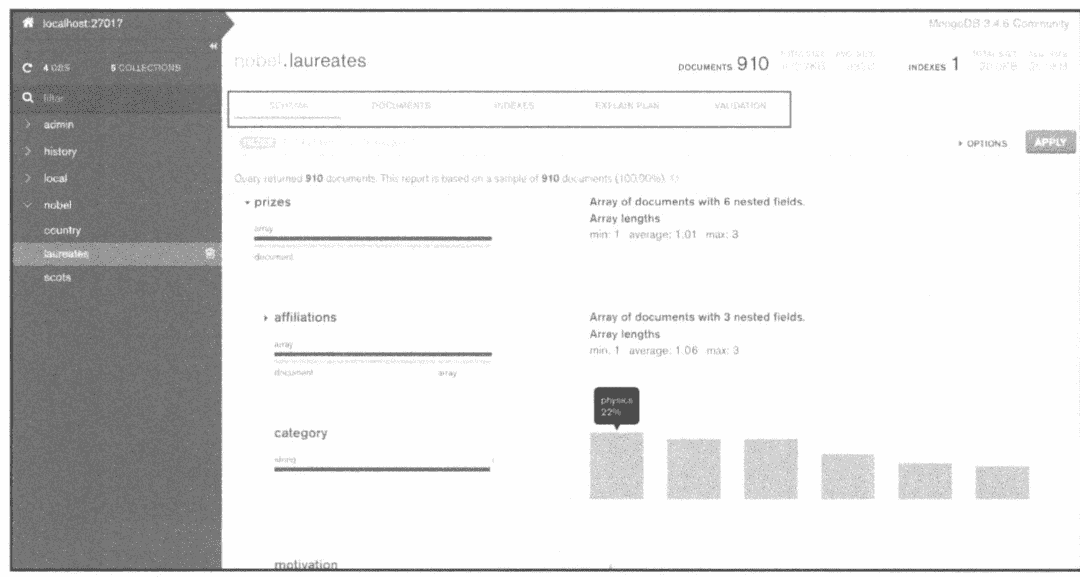 localhost:27017
MongoDB 3.4.6 Community
4 DBS 5 COLLECTIONS
nobel.laureates
DOCUMENTS 910
INDEXES 1
filter
SCHEMA DOCUMENTS INDEXES EXPLAIN PLAN VALIDATION
admin
history
OPTIONS APPLY
local
Query returned 910 documents. This report is based on a sample of 910 documents (100.00%).
nobel
prizes
Array of documents with 6 nested fields.
Array lengths
min: 1 average: 1.01 max: 3
array
document
country
laureates
scots
affiliations
Array of documents with 3 nested fields.
Array lengths
min: 1 average: 1.06 max: 3
array
document array
physics
22%
category
string
motivation